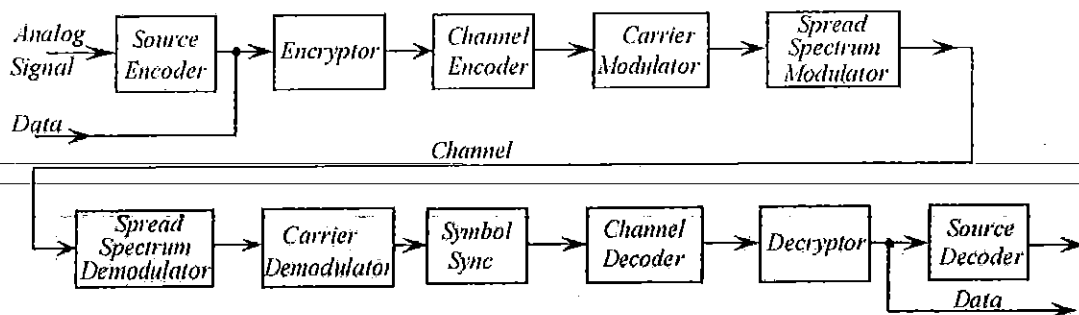 Analog
Signal
Source
Encoder
Encryptor
Channel
Encoder
Carrier
Modulator
Spread
Spectrum
Modulator
Data
Channel
Spread
Spectrum
Demodulator
Carrier
Demodulator
Symbol
Sync
Channel
Decoder
Decryptor
Source
Decoder
Data